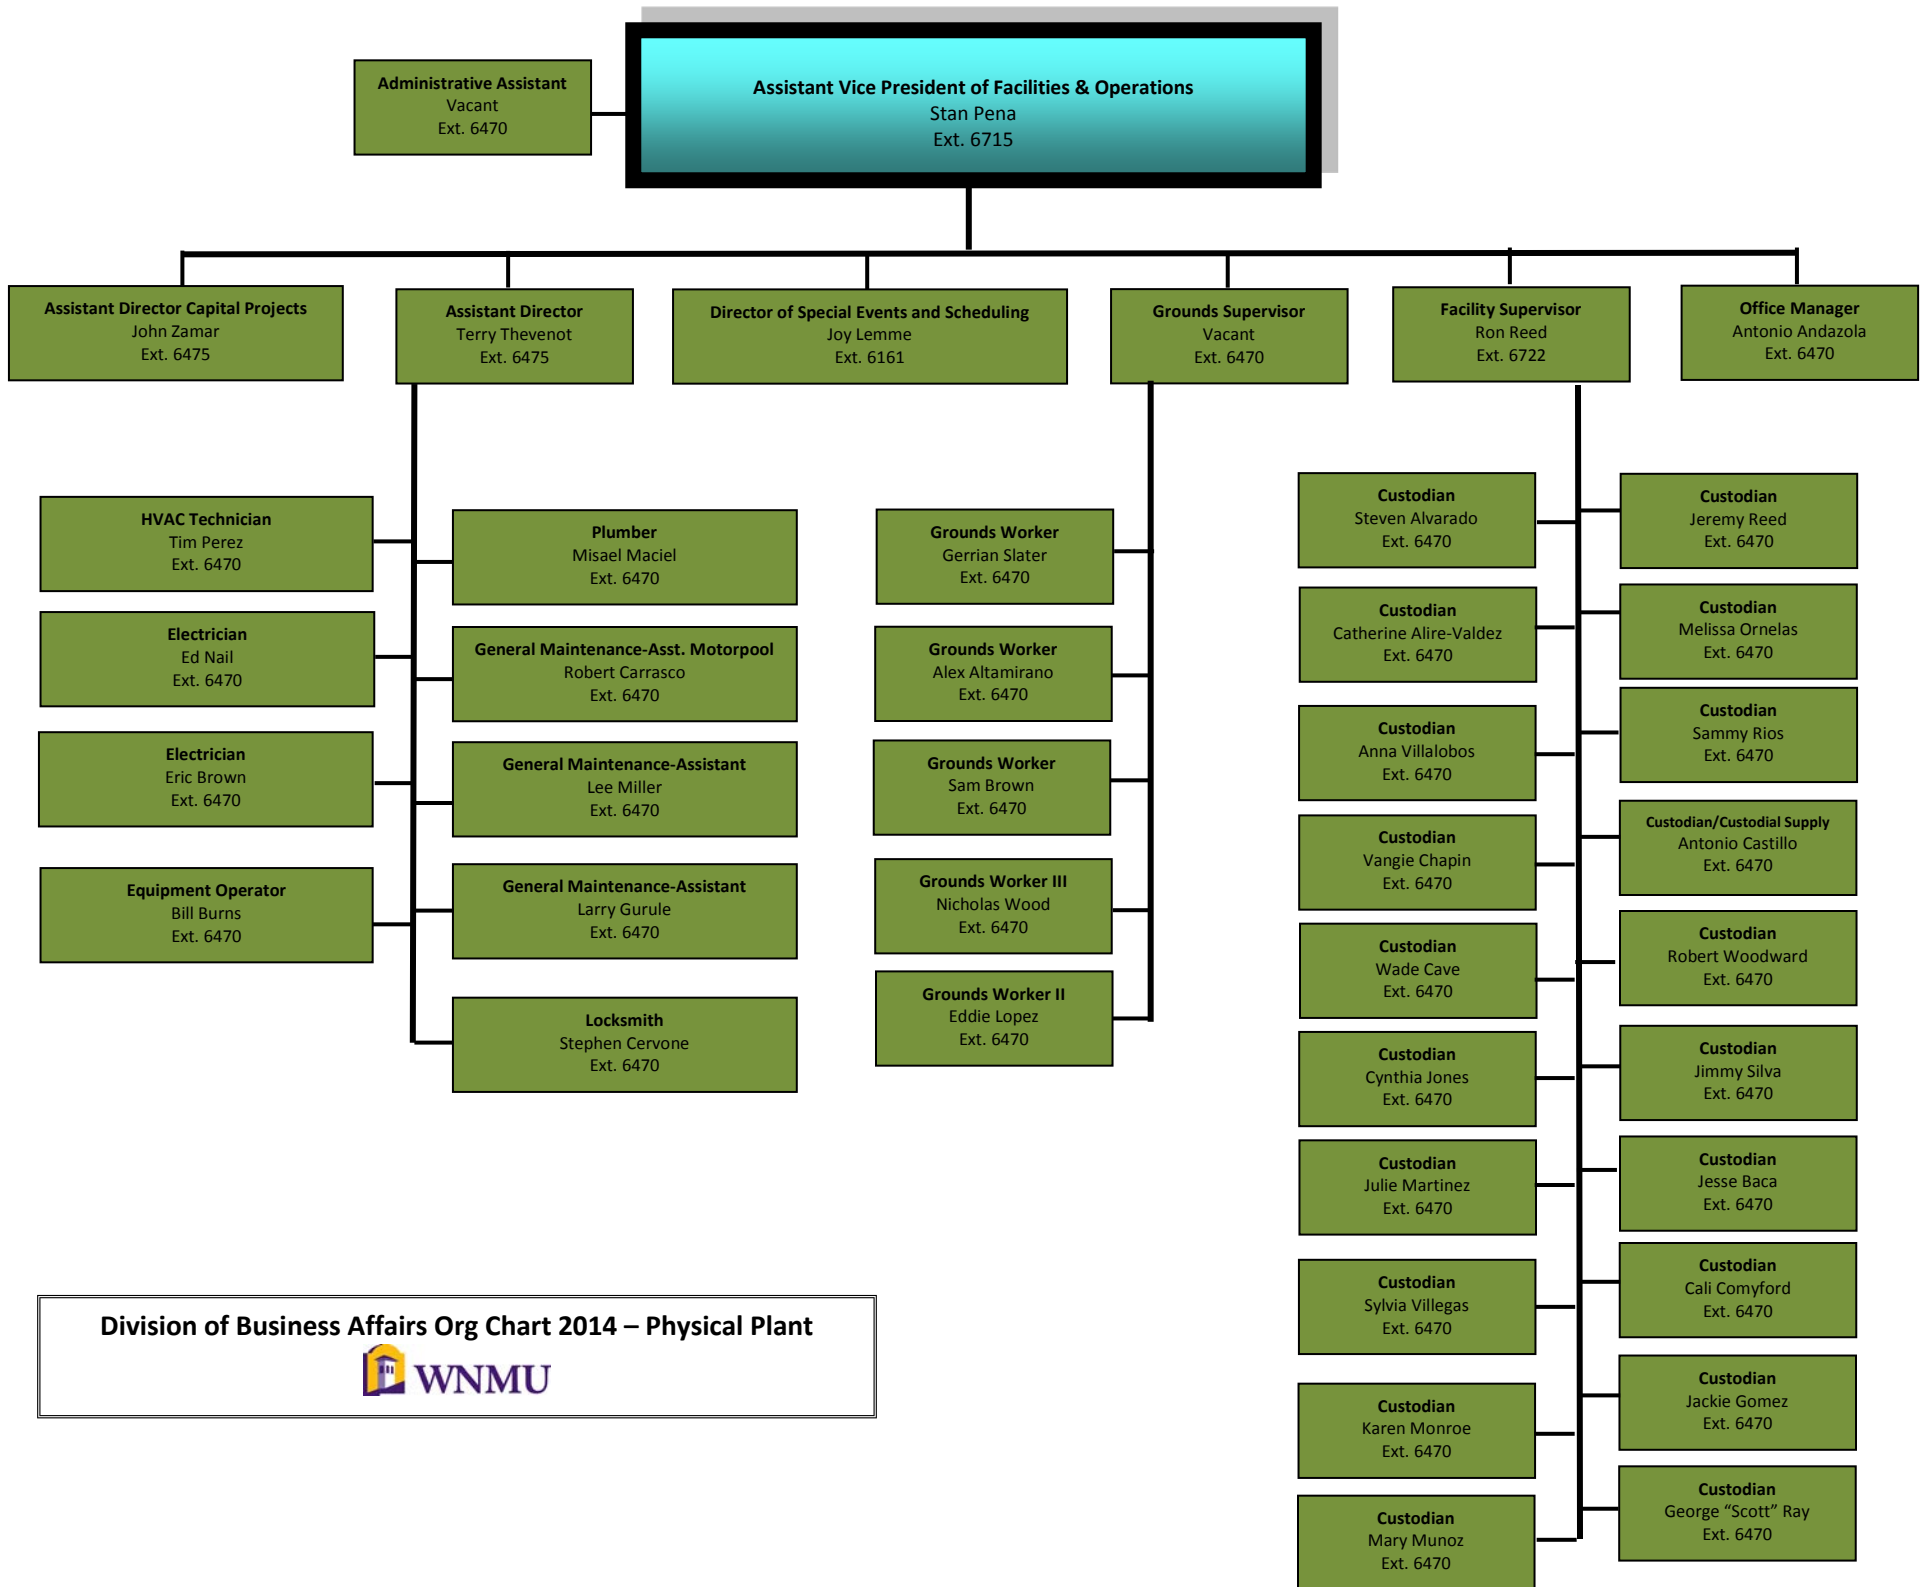 Administrative Assistant
Vacant
Ext. 6470
Assistant Vice President of Facilities & Operations
Stan Pena
Ext. 6715
Assistant Director Capital Projects
John Zamar
Ext. 6475
Assistant Director
Terry Thevenot
Ext. 6475
Director of Special Events and Scheduling
Joy Lemme
Ext. 6161
Grounds Supervisor
Vacant
Ext. 6470
Facility Supervisor
Ron Reed
Ext. 6722
Office Manager
Antonio Andazola
Ext. 6470
HVAC Technician
Tim Perez
Ext. 6470
Electrician
Ed Nail
Ext. 6470
Electrician
Eric Brown
Ext. 6470
Equipment Operator
Bill Burns
Ext. 6470
Plumber
Misael Maciel
Ext. 6470
General Maintenance-Asst. Motorpool
Robert Carrasco
Ext. 6470
General Maintenance-Assistant
Lee Miller
Ext. 6470
General Maintenance-Assistant
Larry Gurule
Ext. 6470
Locksmith
Stephen Cervone
Ext. 6470
Grounds Worker
Gerrian Slater
Ext. 6470
Grounds Worker
Alex Altamirano
Ext. 6470
Grounds Worker
Sam Brown
Ext. 6470
Grounds Worker III
Nicholas Wood
Ext. 6470
Grounds Worker II
Eddie Lopez
Ext. 6470
Custodian
Steven Alvarado
Ext. 6470
Custodian
Catherine Alire-Valdez
Ext. 6470
Custodian
Anna Villalobos
Ext. 6470
Custodian
Vangie Chapin
Ext. 6470
Custodian
Wade Cave
Ext. 6470
Custodian
Cynthia Jones
Ext. 6470
Custodian
Julie Martinez
Ext. 6470
Custodian
Sylvia Villegas
Ext. 6470
Custodian
Karen Monroe
Ext. 6470
Custodian
Mary Munoz
Ext. 6470
Custodian
Jeremy Reed
Ext. 6470
Custodian
Melissa Ornelas
Ext. 6470
Custodian
Sammy Rios
Ext. 6470
Custodian/Custodial Supply
Antonio Castillo
Ext. 6470
Custodian
Robert Woodward
Ext. 6470
Custodian
Jimmy Silva
Ext. 6470
Custodian
Jesse Baca
Ext. 6470
Custodian
Cali Comyford
Ext. 6470
Custodian
Jackie Gomez
Ext. 6470
Custodian
George “Scott” Ray
Ext. 6470
Division of Business Affairs Org Chart 2014 – Physical Plant
WNMU